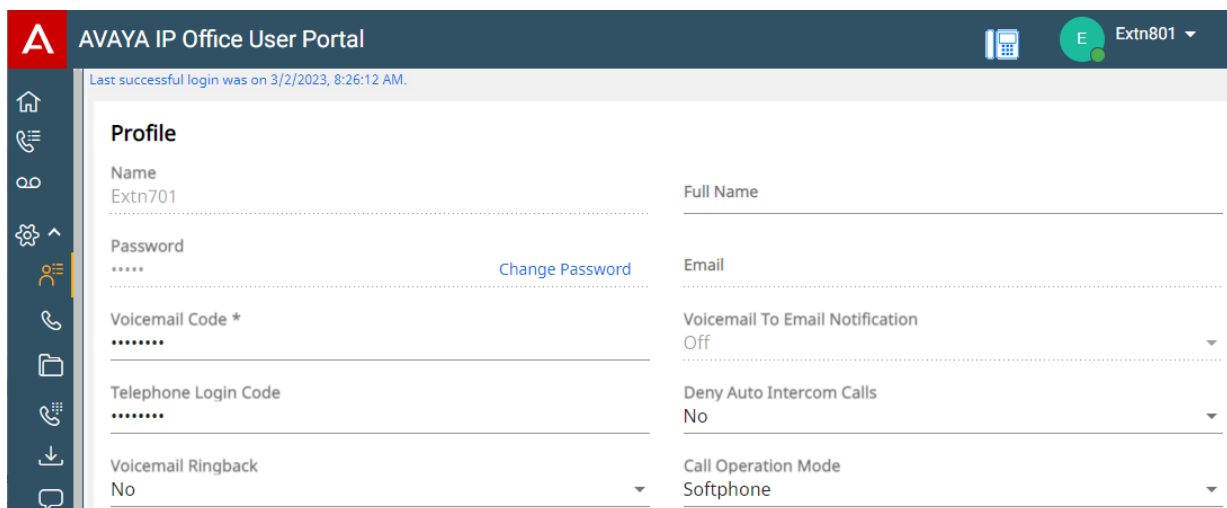 AVAYA IP Office User Portal
E
Extn801
Last successful login was on 3/2/2023, 8:26:12 AM.
Profile
Name
Extn701
Full Name
Password
•••••
Change Password
Email
Voicemail Code *
••••••••
Voicemail To Email Notification
Off
Telephone Login Code
••••••••
Deny Auto Intercom Calls
No
Voicemail Ringback
No
Call Operation Mode
Softphone